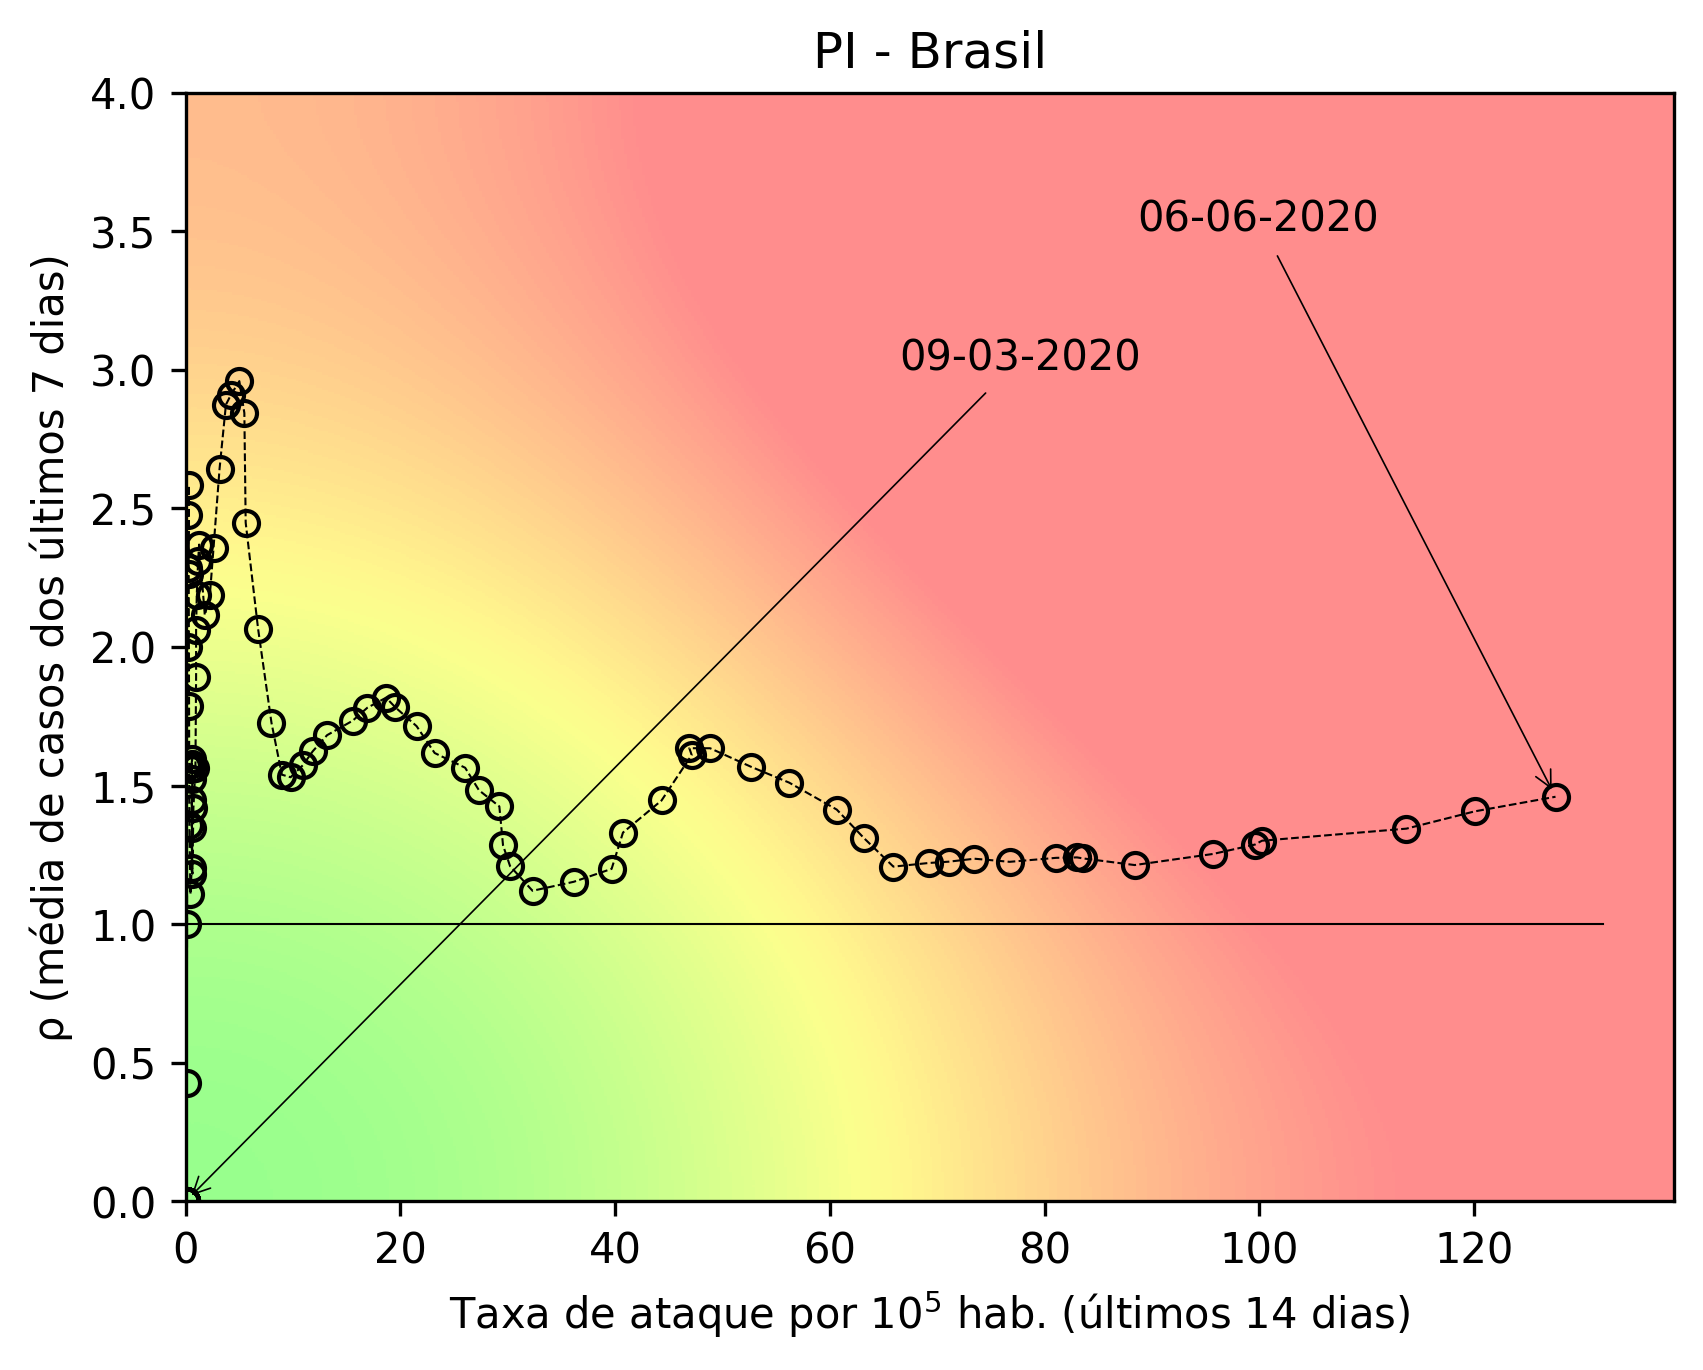 PI - Brasil
4.0
3.5
3.0
2.5
2.0
1.5
1.0
0.5
0.0
ρ (média de casos dos últimos 7 dias)
06-06-2020
09-03-2020
0 20 40 60 80 100 120
Taxa de ataque por 10⁵ hab. (últimos 14 dias)